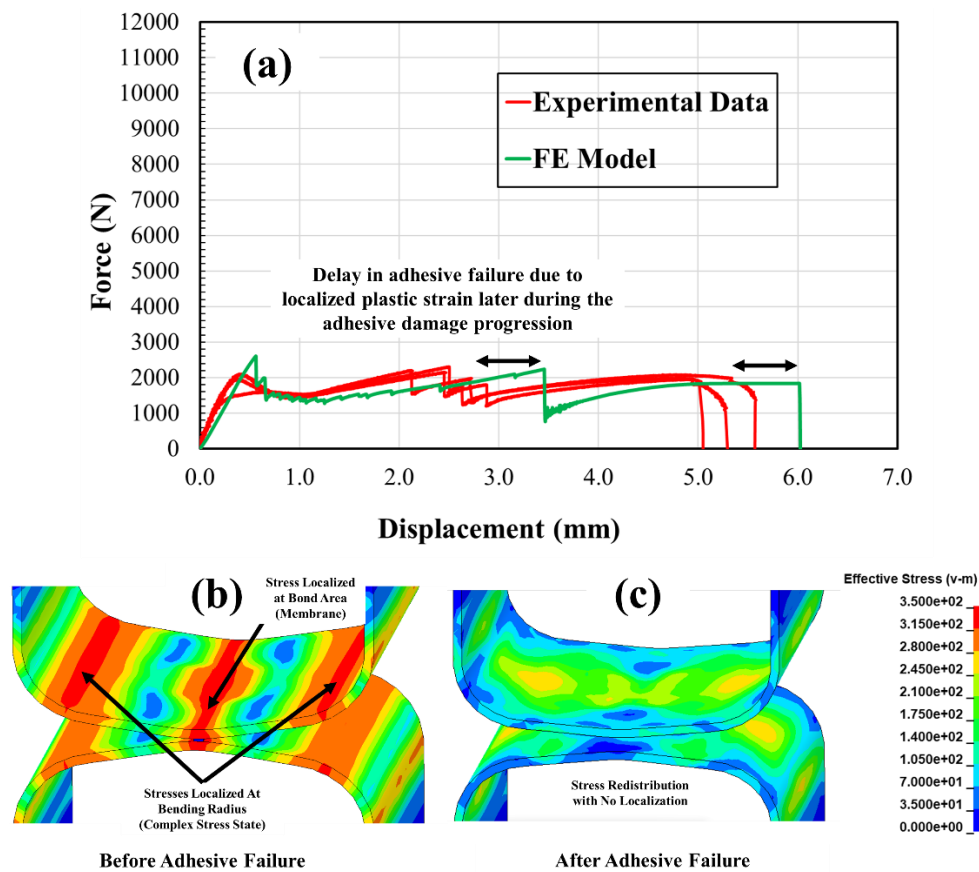 (a)
12000
11000
10000
9000
8000
7000
6000
5000
4000
3000
2000
1000
0
Force (N)
Experimental Data
FE Model
Delay in adhesive failure due to
localized plastic strain later during the
adhesive damage progression
0.0 1.0 2.0 3.0 4.0 5.0 6.0 7.0
Displacement (mm)
(b)
Stress Localized
at Bond Area
(Membrane)
Stresses Localized At
Bending Radius
(Complex Stress State)
Before Adhesive Failure
(c)
Stress Redistribution
with No Localization
After Adhesive Failure
Effective Stress (v-m)
3.500e+02
3.150e+02
2.800e+02
2.450e+02
2.100e+02
1.750e+02
1.400e+02
1.050e+02
7.000e+01
3.500e+01
0.000e+00